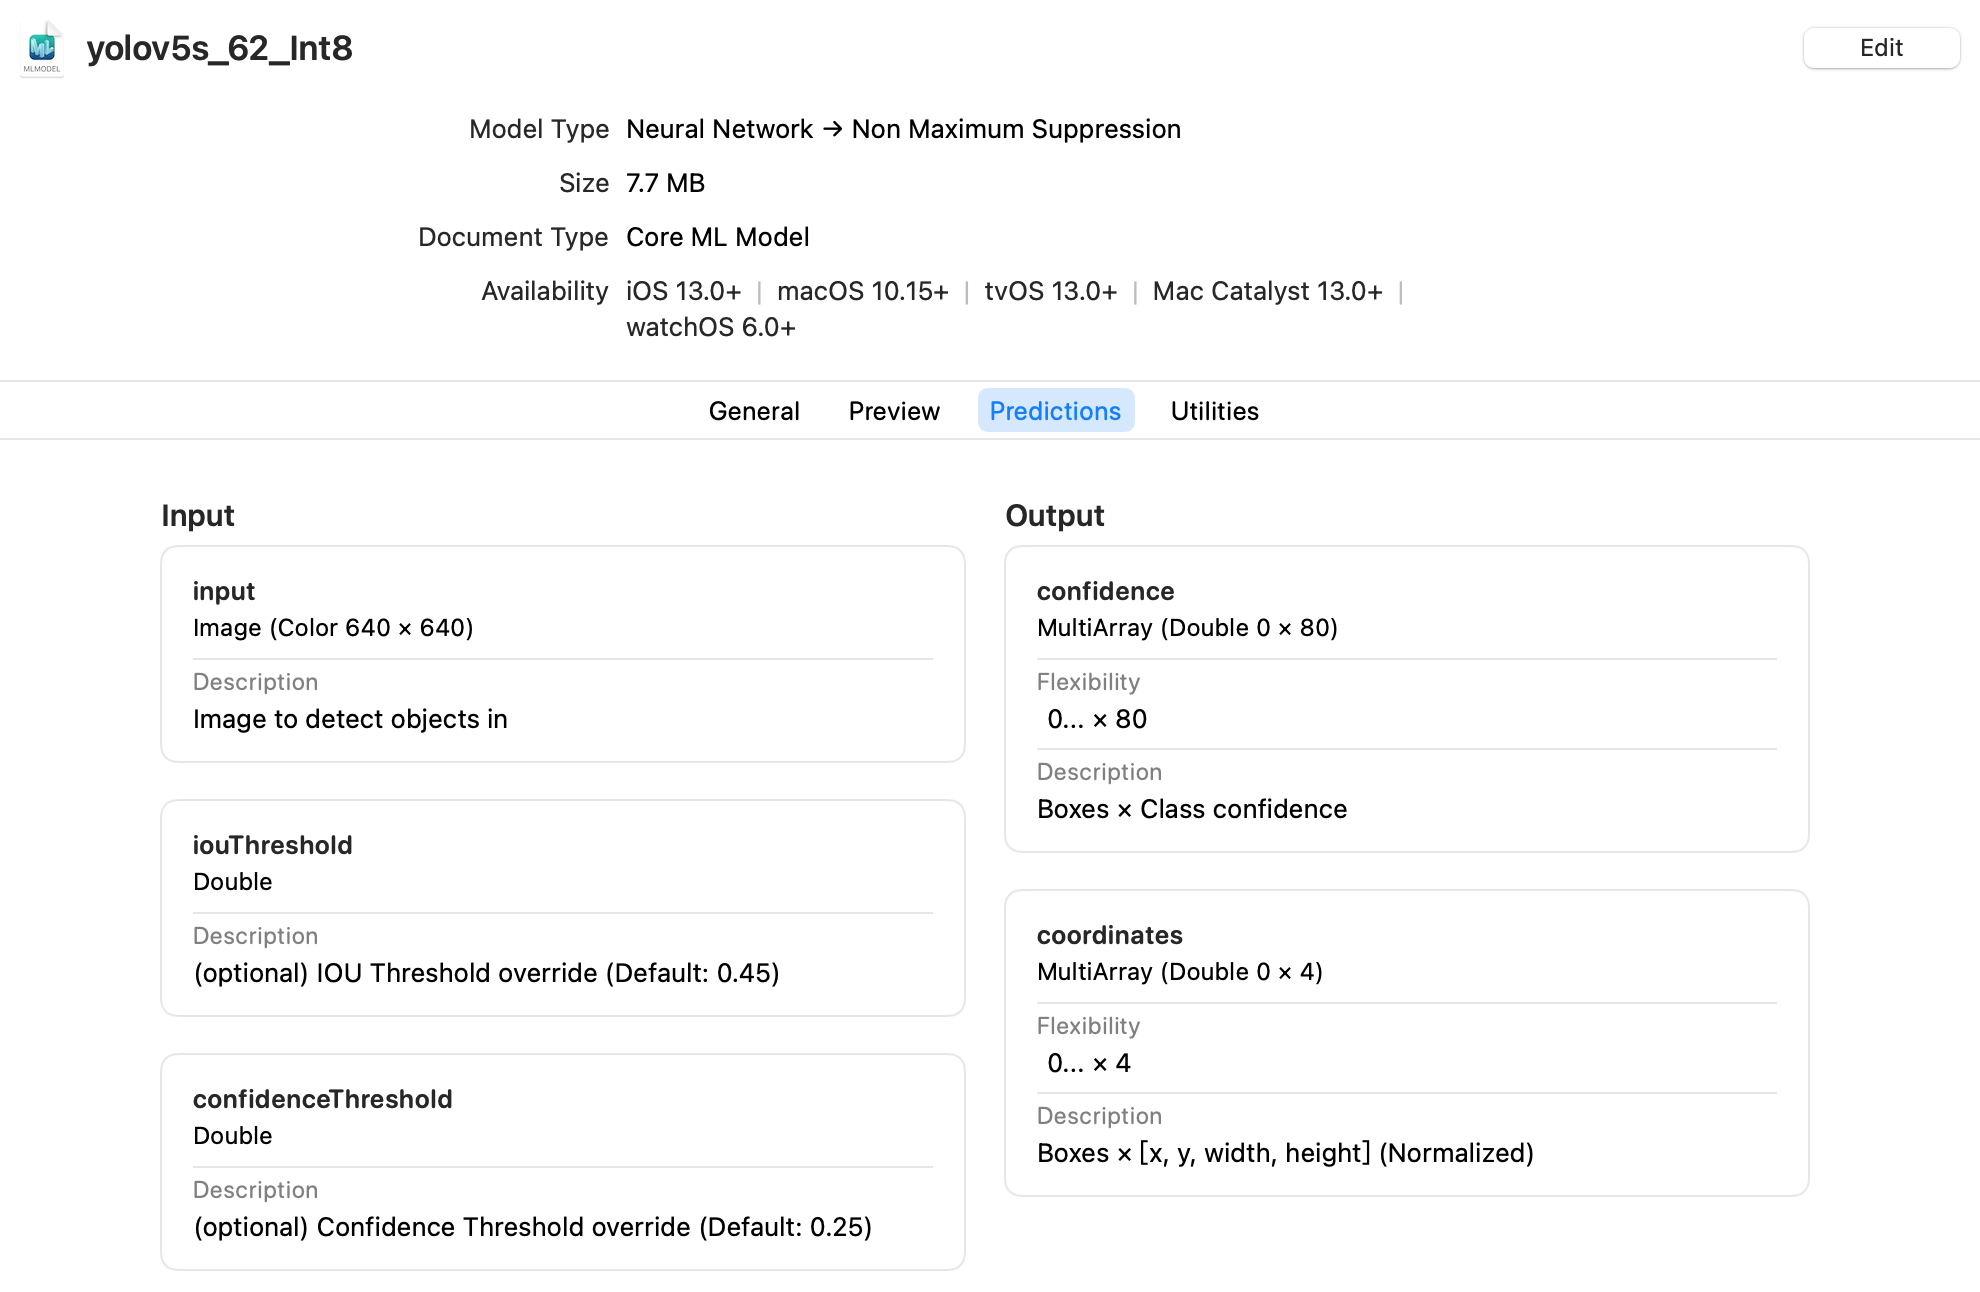 ML
MLMODEL
yolov5s_62_Int8
Edit
Model Type Neural Network → Non Maximum Suppression
Size 7.7 MB
Document Type Core ML Model
Availability iOS 13.0+ | macOS 10.15+ | tvOS 13.0+ | Mac Catalyst 13.0+ |
watchOS 6.0+
General Preview Predictions Utilities
Input
input
Image (Color 640 × 640)
Description
Image to detect objects in
iouThreshold
Double
Description
(optional) IOU Threshold override (Default: 0.45)
confidenceThreshold
Double
Description
(optional) Confidence Threshold override (Default: 0.25)
Output
confidence
MultiArray (Double 0 × 80)
Flexibility
0... × 80
Description
Boxes × Class confidence
coordinates
MultiArray (Double 0 × 4)
Flexibility
0... × 4
Description
Boxes × [x, y, width, height] (Normalized)